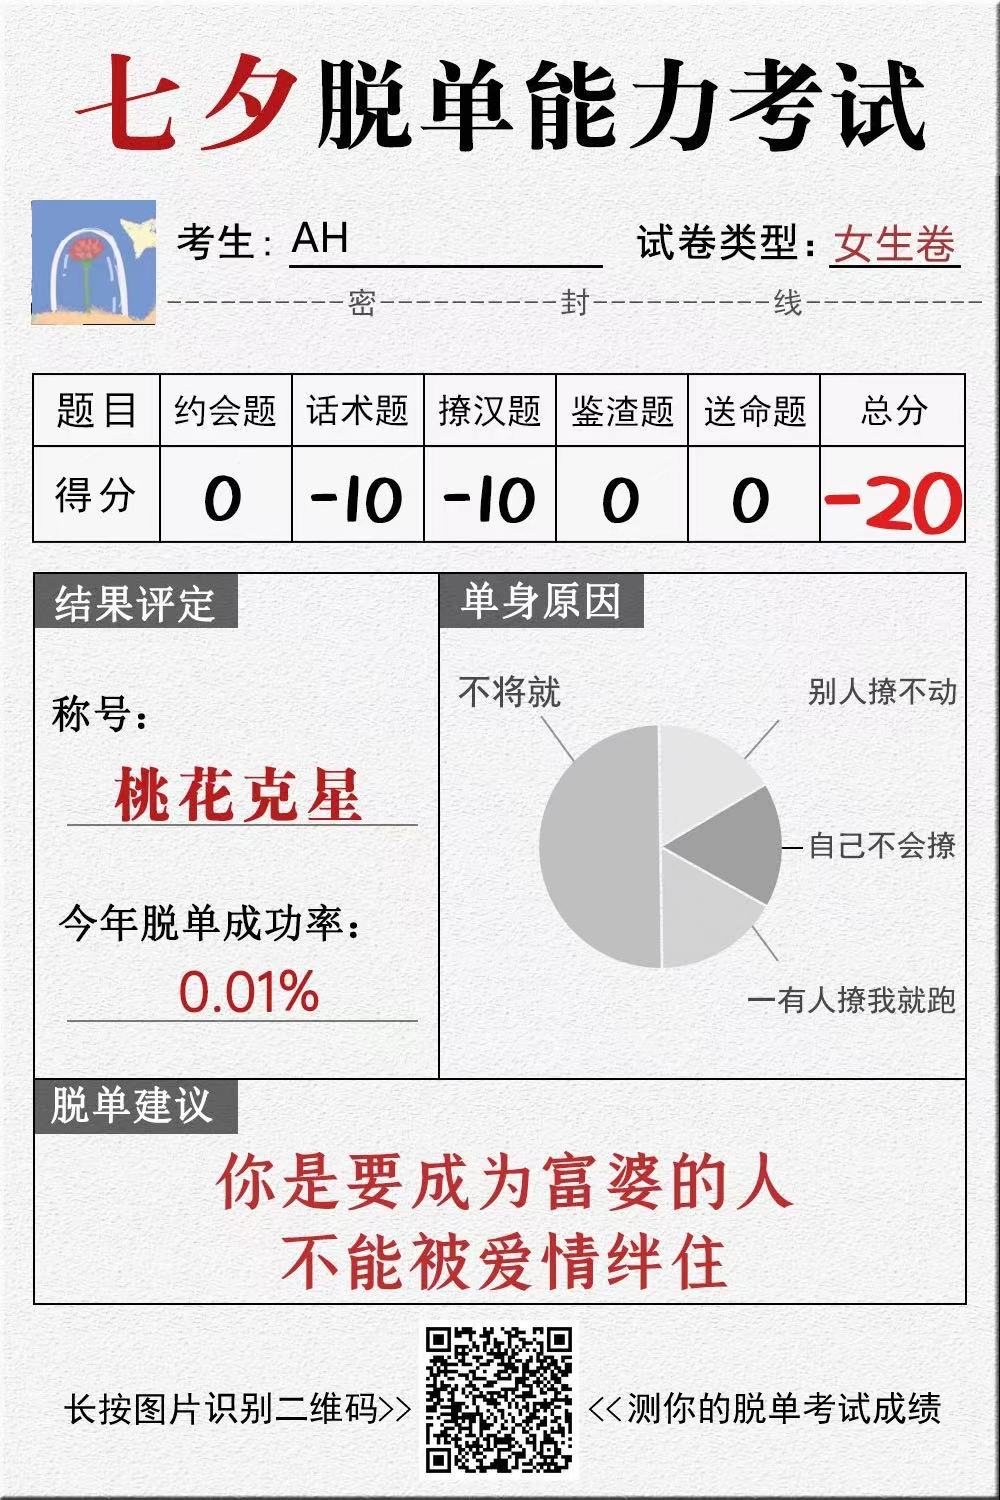 七夕脱单能力考试
考生: AH 试卷类型: 女生卷
----------密----------封----------线----------
题目 约会题 话术题 撩汉题 鉴渣题 送命题 总分
得分 0 -10 -10 0 0 -20
结果评定
称号:
桃花克星
今年脱单成功率:
0.01%
单身原因
不将就 别人撩不动
自己不会撩
一有人撩我就跑
脱单建议
你是要成为富婆的人
不能被爱情绊住
长按图片识别二维码>> <<测你的脱单考试成绩